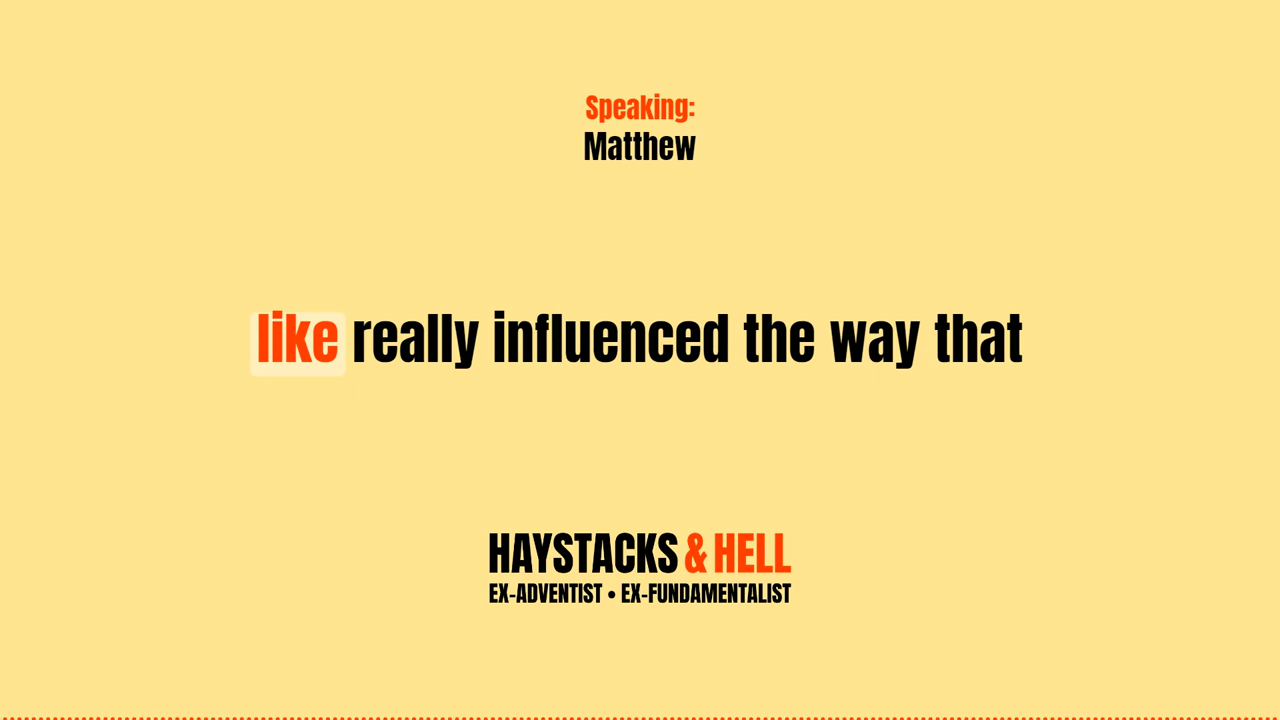 Speaking:
Matthew
like really influenced the way that
HAYSTACKS & HELL
EX-ADVENTIST • EX-FUNDAMENTALIST